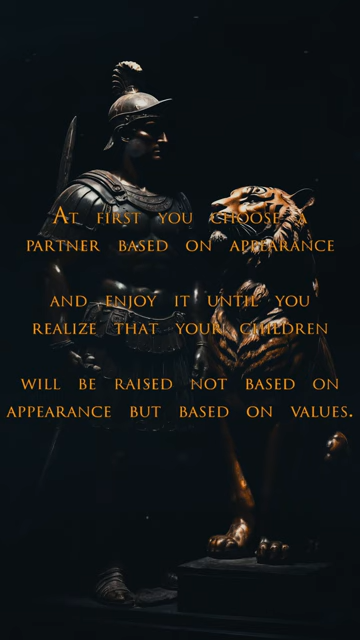 At first you choose a
partner based on appearance
and enjoy it until you
realize that your children
will be raised not based on
appearance but based on values.